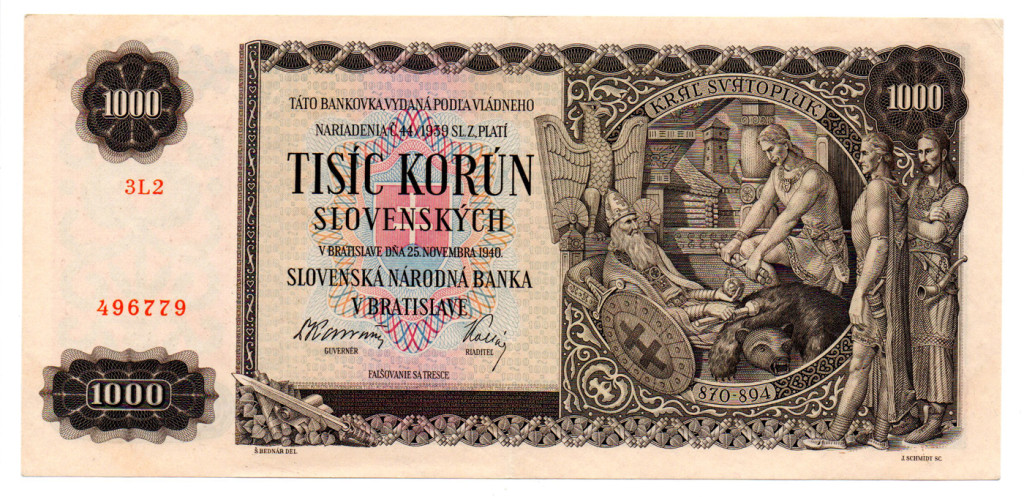 1000
3L2
496779
1000
TÁTO BANKOVKA VYDANÁ PODĽA VLÁDNEHO
NARIADENIA Č. 44/1939 SL. Z. PLATÍ
TISÍC KORÚN
SLOVENSKÝCH
V BRATISLAVE DŇA 25. NOVEMBRA 1940.
SLOVENSKÁ NÁRODNÁ BANKA
V BRATISLAVE
GUVERNÉR
RIADITEĽ
FALŠOVANIE SA TRESCE
Š. BEDNÁR DEL.
KRÁĽ SVÄTOPLUK
1000
870-894
J. SCHMIDT SC.